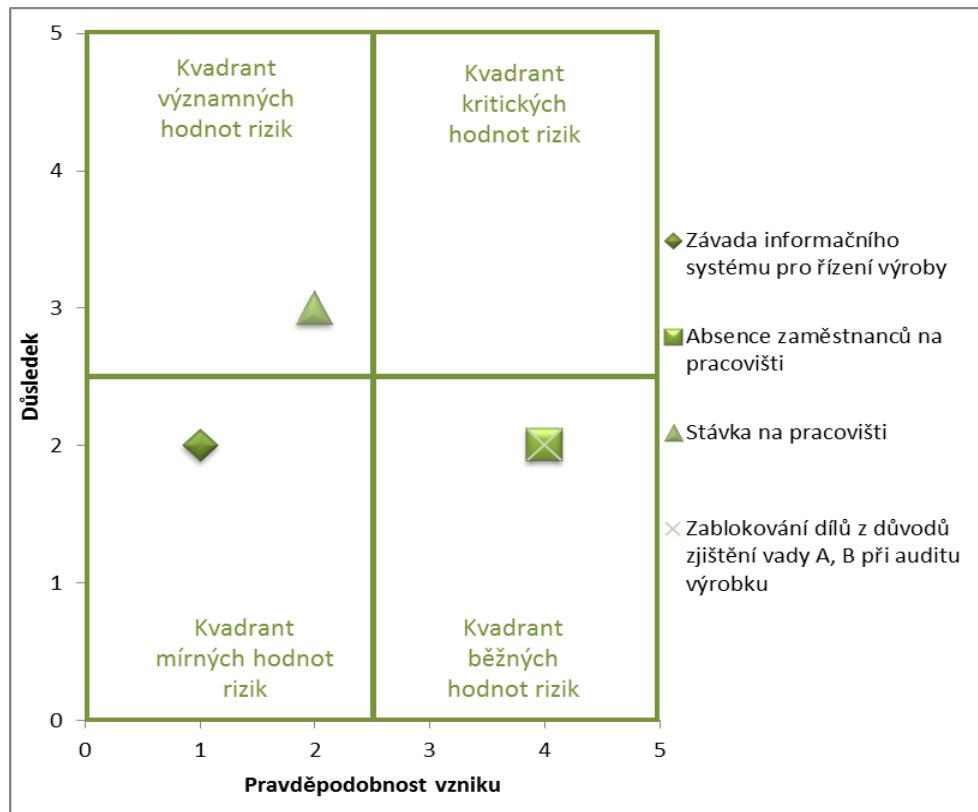 Kvadrant
významných
hodnot rizik
Kvadrant
kritických
hodnot rizik
Kvadrant
mírných hodnot
rizik
Kvadrant
běžných
hodnot rizik
5
4
3
2
1
0
Důsledek
0
1
2
3
4
5
Pravděpodobnost vzniku
Závada informačního
systému pro řízení výroby
Absence zaměstnanců na
pracovišti
Stávka na pracovišti
Zablokování dílů z důvodů
zjištění vady A, B při auditu
výrobku